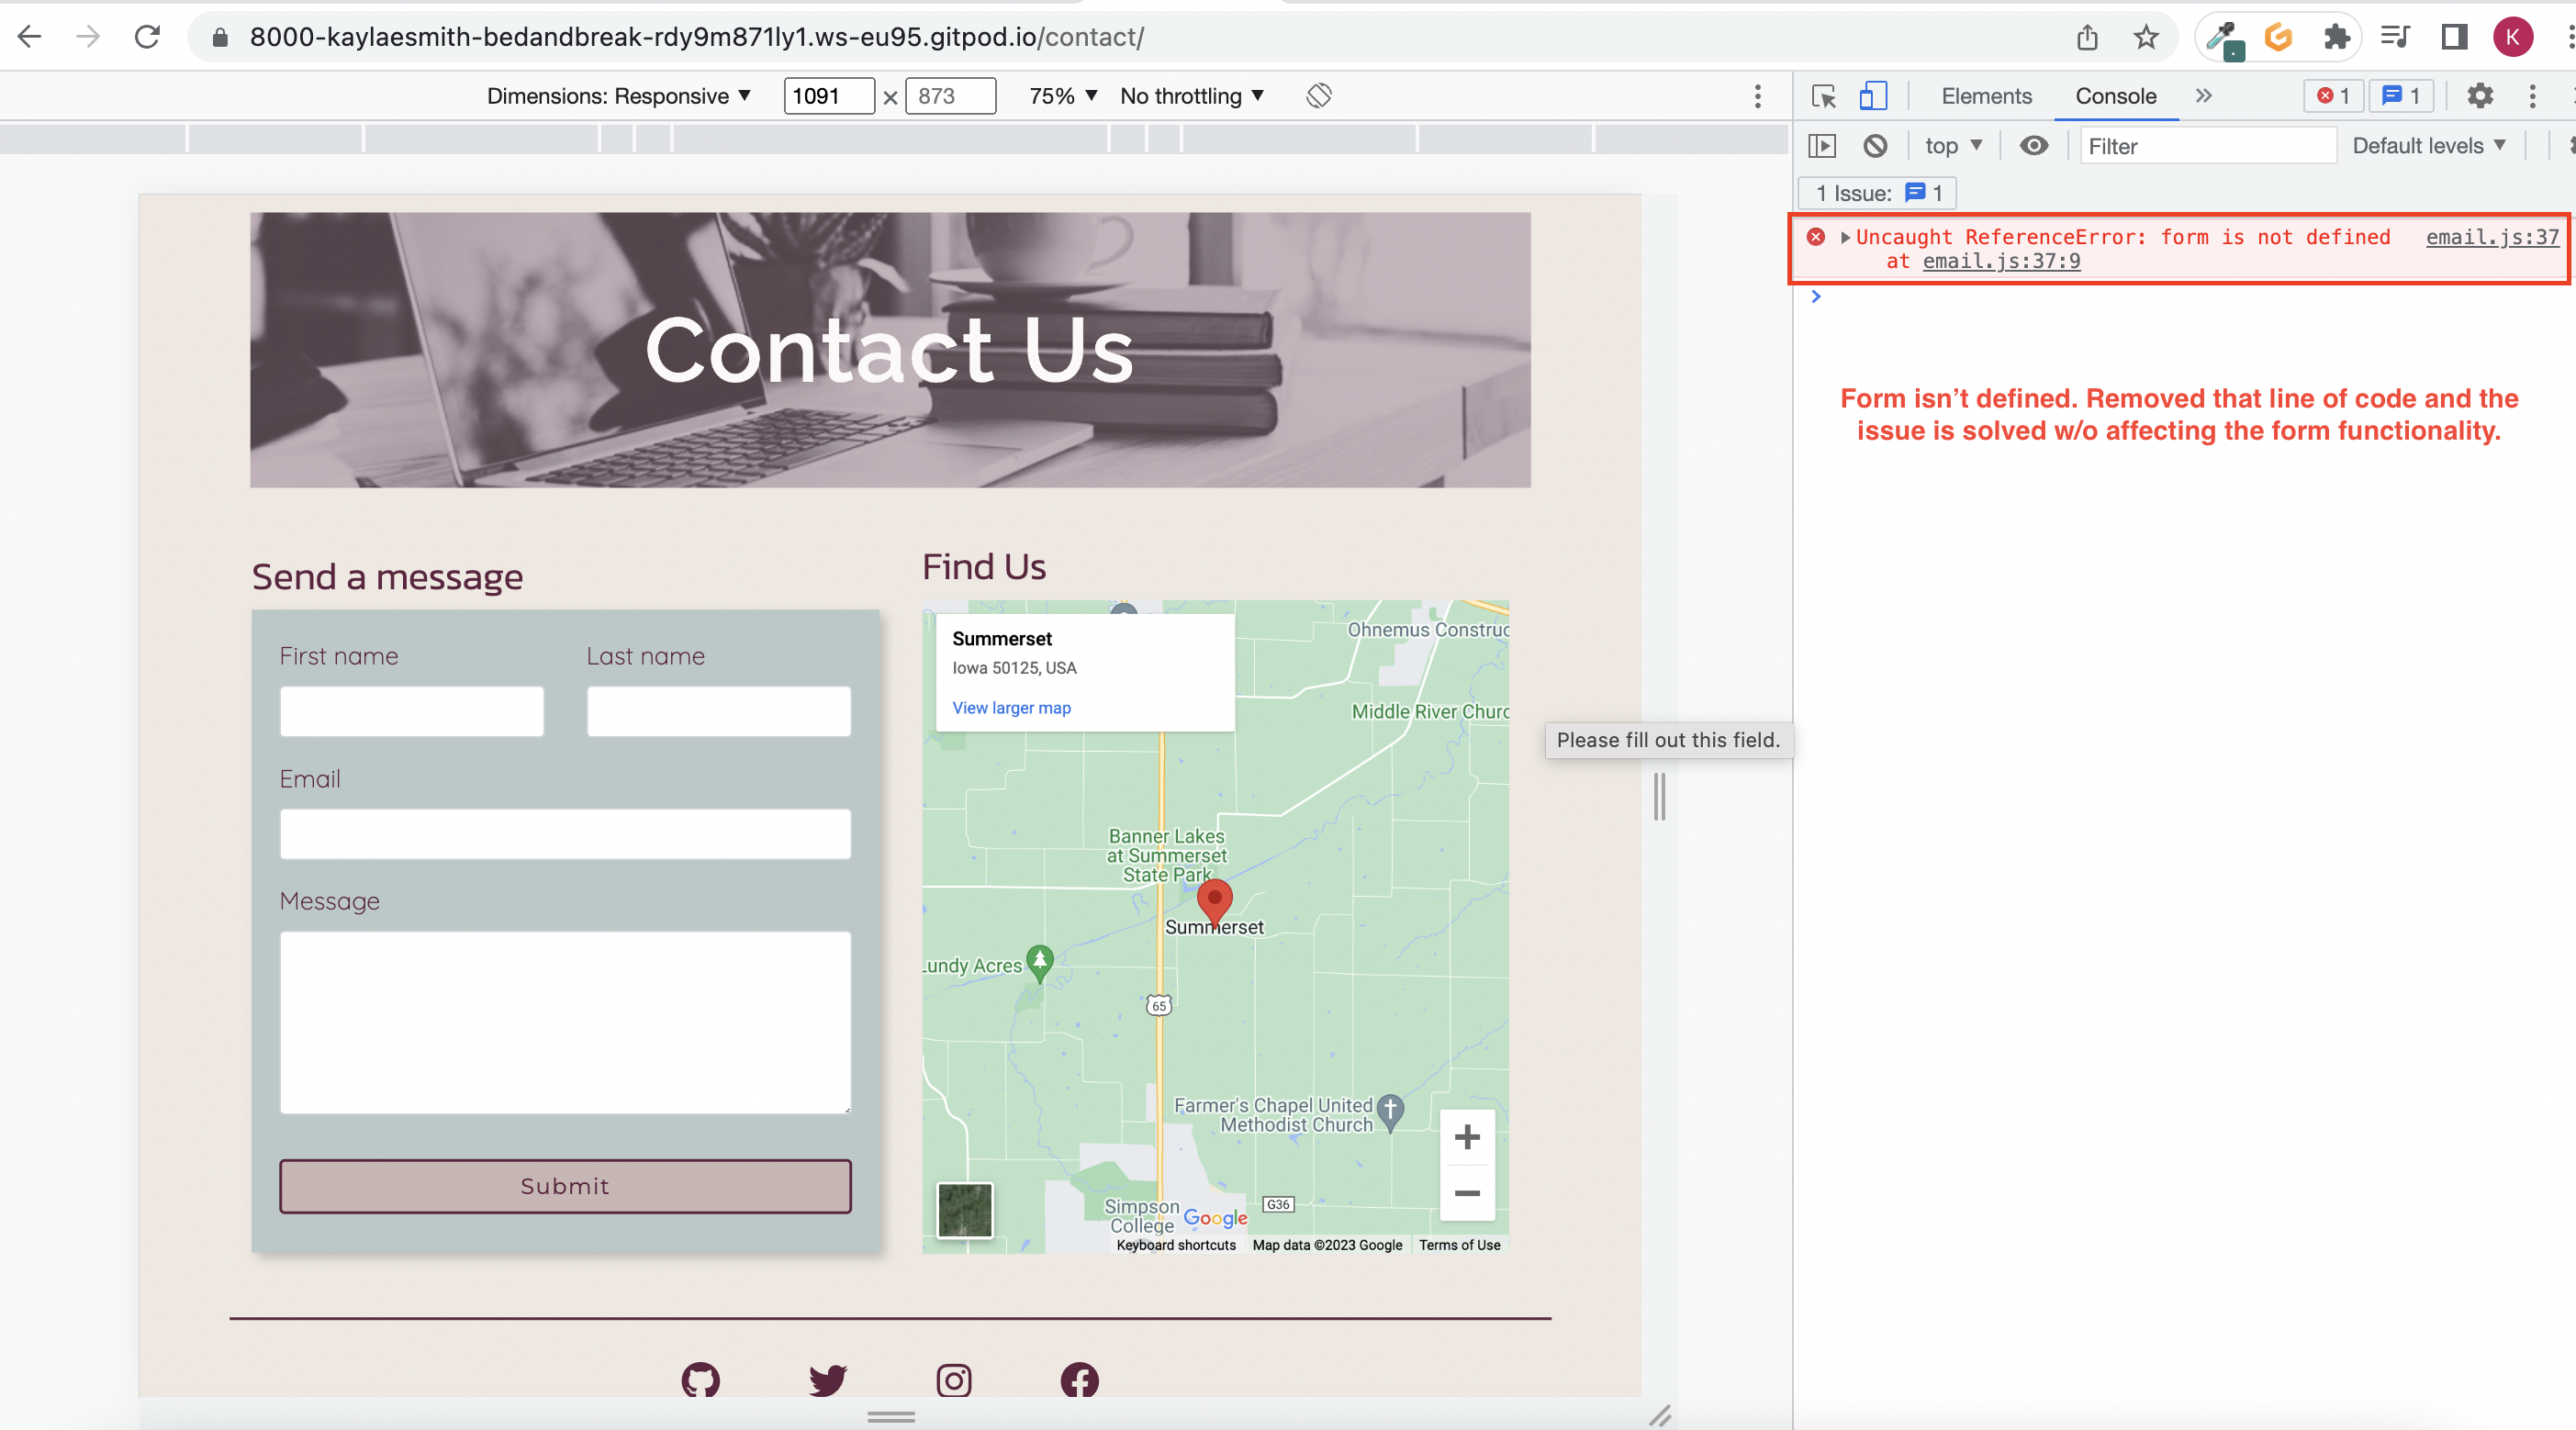 8000-kaylaesmith-bedandbreak-rdy9m871ly1.ws-eu95.gitpod.io/contact/
K
Dimensions: Responsive ▼ 1091 × 873 75% ▼ No throttling ▼
Elements Console » 1 1
top ▼ Filter Default levels ▼
1 Issue: 1
Uncaught ReferenceError: form is not defined email.js:37
at email.js:37:9
Form isn’t defined. Removed that line of code and the
issue is solved w/o affecting the form functionality.
Contact Us
Send a message
First name Last name
Email
Message
Submit
Find Us
Summerset
Iowa 50125, USA
View larger map
Ohnemus Construc
Middle River Churc
Please fill out this field.
Banner Lakes
at Summerset
State Park
Summerset
Lundy Acres
65
Farmer's Chapel United
Methodist Church
Simpson
College
Google
G36
Keyboard shortcuts Map data ©2023 Google Terms of Use